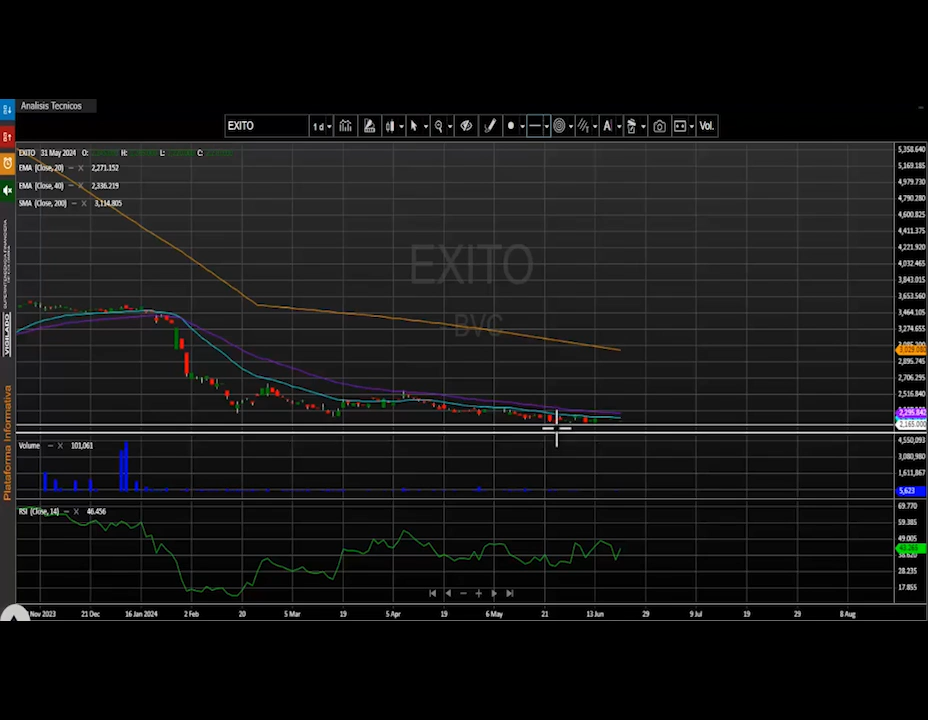 Analisis Tecnicos
EXITO 1 d Vol.
EXITO 31 May 2024 O: H: L: C:
EMA (Close, 20) 2,271.152
EMA (Close, 40) 2,336.219
SMA (Close, 200) 3,114.805
EXITO
BVC
5,358.640
5,169.185
4,979.730
4,790.280
4,600.825
4,411.375
4,221.920
4,032.465
3,843.015
3,653.560
3,464.105
3,274.655
2,895.745
2,706.295
2,516.840
2,295.842
2,165.000
Volume 101,061
4,550,093
3,080,980
1,611,867
5,623
RSI (Close, 14) 46.456
69.770
59.385
49.005
28.235
17.855
Nov 2023 21 Dec 16 Jan 2024 2 Feb 20 5 Mar 19 5 Apr 19 6 May 21 13 Jun 29 9 Jul 19 29 8 Aug
VIGILADO SUPERINTENDENCIA FINANCIERA
Plataforma Informativa